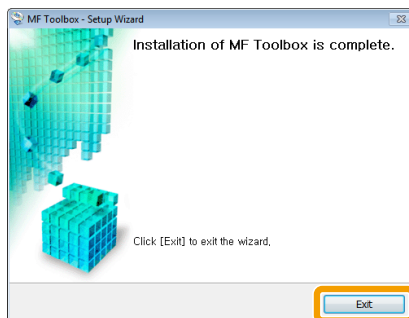 MF Toolbox - Setup Wizard
Installation of MF Toolbox is complete.
Click [Exit] to exit the wizard.
Exit